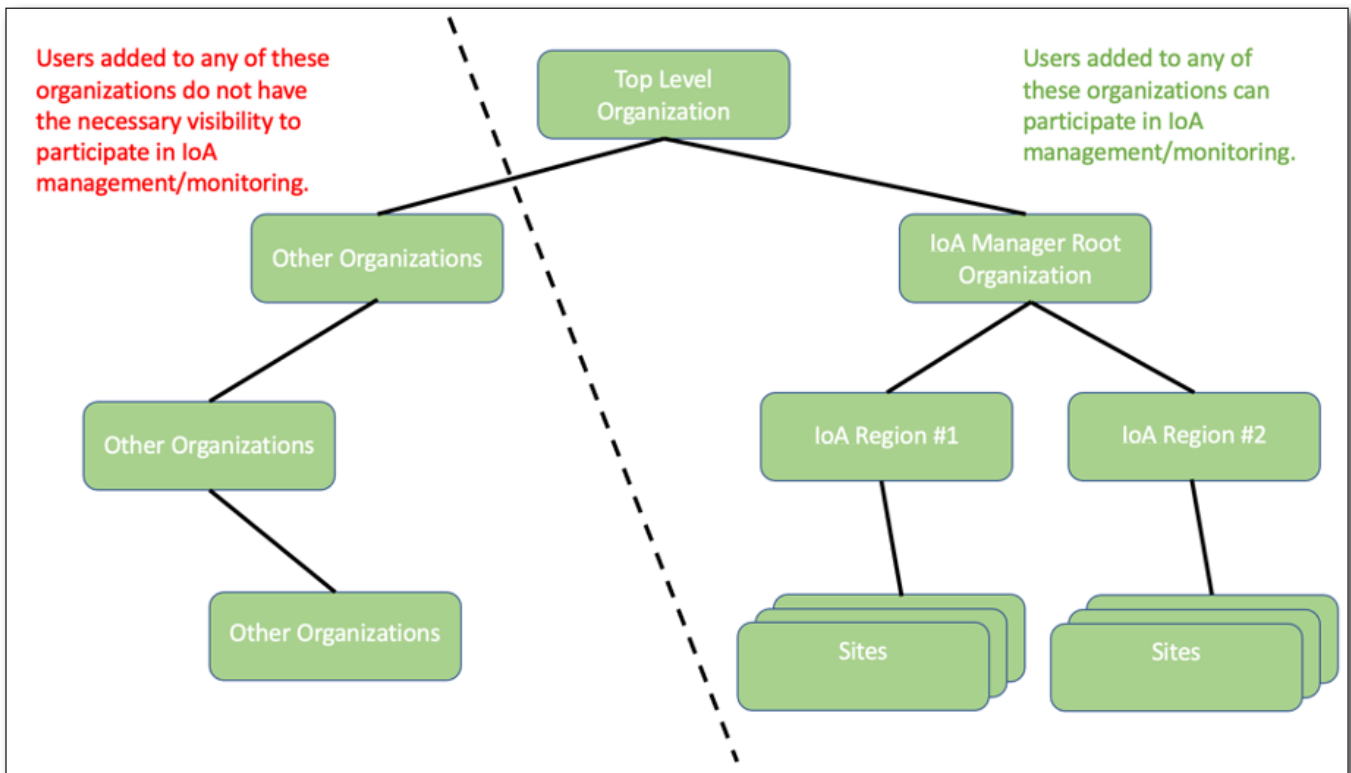 Users added to any of these
organizations do not have
the necessary visibility to
participate in IoA
management/monitoring.
Top Level
Organization
Users added to any of
these organizations can
participate in IoA
management/monitoring.
Other Organizations
IoA Manager Root
Organization
Other Organizations
IoA Region #1
IoA Region #2
Other Organizations
Sites
Sites